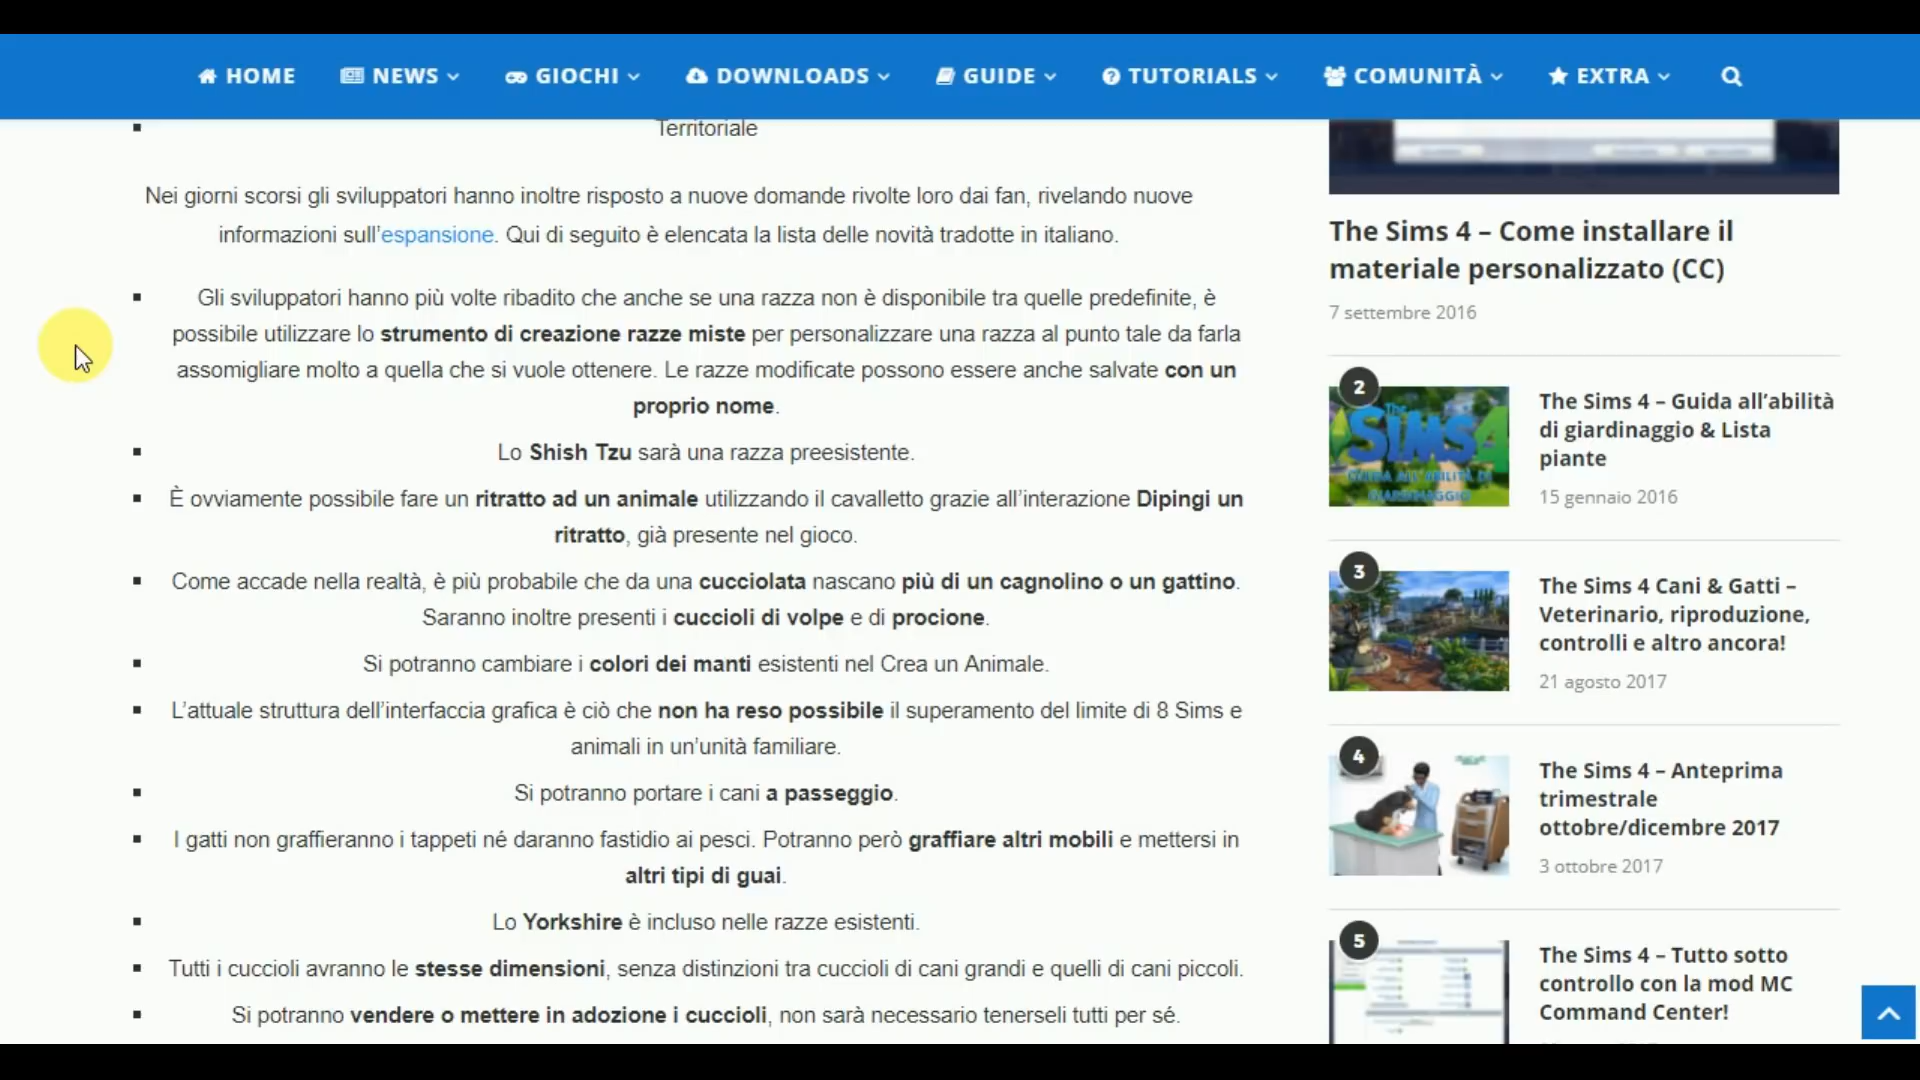 HOME NEWS GIOCHI DOWNLOADS GUIDE TUTORIALS COMUNITÀ EXTRA
Territoriale
Nei giorni scorsi gli sviluppatori hanno inoltre risposto a nuove domande rivolte loro dai fan, rivelando nuove
informazioni sull'espansione. Qui di seguito è elencata la lista delle novità tradotte in italiano.
Gli sviluppatori hanno più volte ribadito che anche se una razza non è disponibile tra quelle predefinite, è
possibile utilizzare lo strumento di creazione razze miste per personalizzare una razza al punto tale da farla
assomigliare molto a quella che si vuole ottenere. Le razze modificate possono essere anche salvate con un
proprio nome.
Lo Shish Tzu sarà una razza preesistente.
È ovviamente possibile fare un ritratto ad un animale utilizzando il cavalletto grazie all'interazione Dipingi un
ritratto, già presente nel gioco.
Come accade nella realtà, è più probabile che da una cucciolata nascano più di un cagnolino o un gattino.
Saranno inoltre presenti i cuccioli di volpe e di procione.
Si potranno cambiare i colori dei manti esistenti nel Crea un Animale.
L'attuale struttura dell'interfaccia grafica è ciò che non ha reso possibile il superamento del limite di 8 Sims e
animali in un'unità familiare.
Si potranno portare i cani a passeggio.
I gatti non graffieranno i tappeti né daranno fastidio ai pesci. Potranno però graffiare altri mobili e mettersi in
altri tipi di guai.
Lo Yorkshire è incluso nelle razze esistenti.
Tutti i cuccioli avranno le stesse dimensioni, senza distinzioni tra cuccioli di cani grandi e quelli di cani piccoli.
Si potranno vendere o mettere in adozione i cuccioli, non sarà necessario tenerseli tutti per sé.
The Sims 4 – Come installare il
materiale personalizzato (CC)
7 settembre 2016
2
The SIMS 4
GUIDA ALL'ABILITÀ DI
GIARDINAGGIO
The Sims 4 – Guida all'abilità
di giardinaggio & Lista
piante
15 gennaio 2016
3
The Sims 4 Cani & Gatti –
Veterinario, riproduzione,
controlli e altro ancora!
21 agosto 2017
4
The Sims 4 – Anteprima
trimestrale
ottobre/dicembre 2017
3 ottobre 2017
5
The Sims 4 – Tutto sotto
controllo con la mod MC
Command Center!